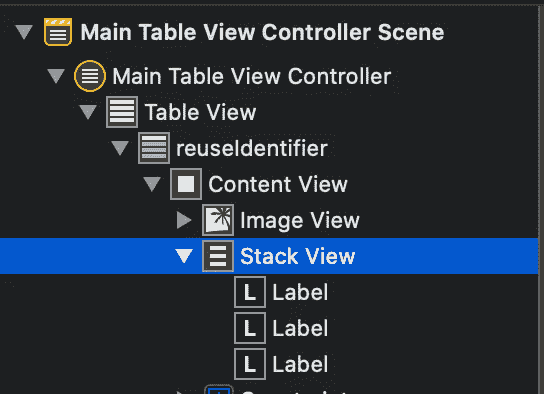 Main Table View Controller Scene
Main Table View Controller
Table View
reuseIdentifier
Content View
Image View
Stack View
L Label
L Label
L Label